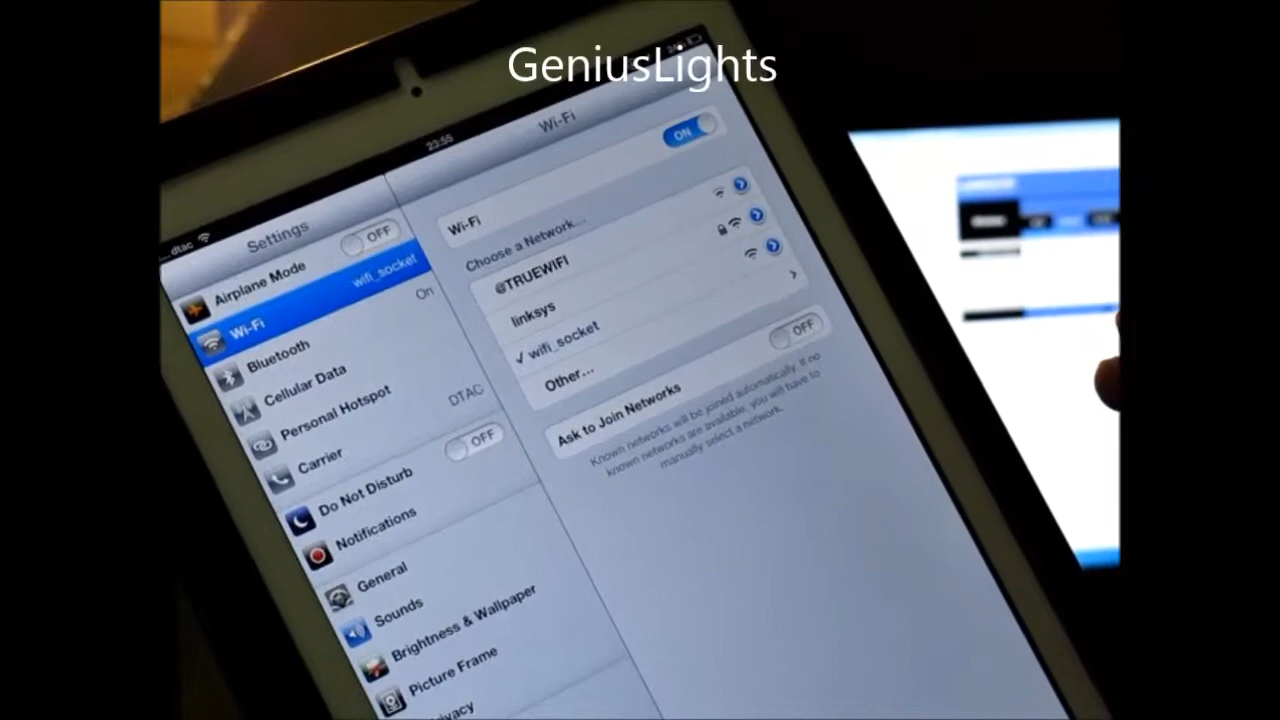 GeniusLights
dtac
23:55
Settings
Wi-Fi
Airplane Mode
OFF
Wi-Fi
wifi_socket
Bluetooth
On
Cellular Data
Personal Hotspot
Carrier
DTAC
Do Not Disturb
OFF
Notifications
General
Sounds
Brightness & Wallpaper
Picture Frame
Wi-Fi
ON
Choose a Network...
@TRUEWIFI
linksys
✓ wifi_socket
Other...
Ask to Join Networks
OFF
Known networks will be joined automatically. If no
known networks are available, you will have to
manually select a network.